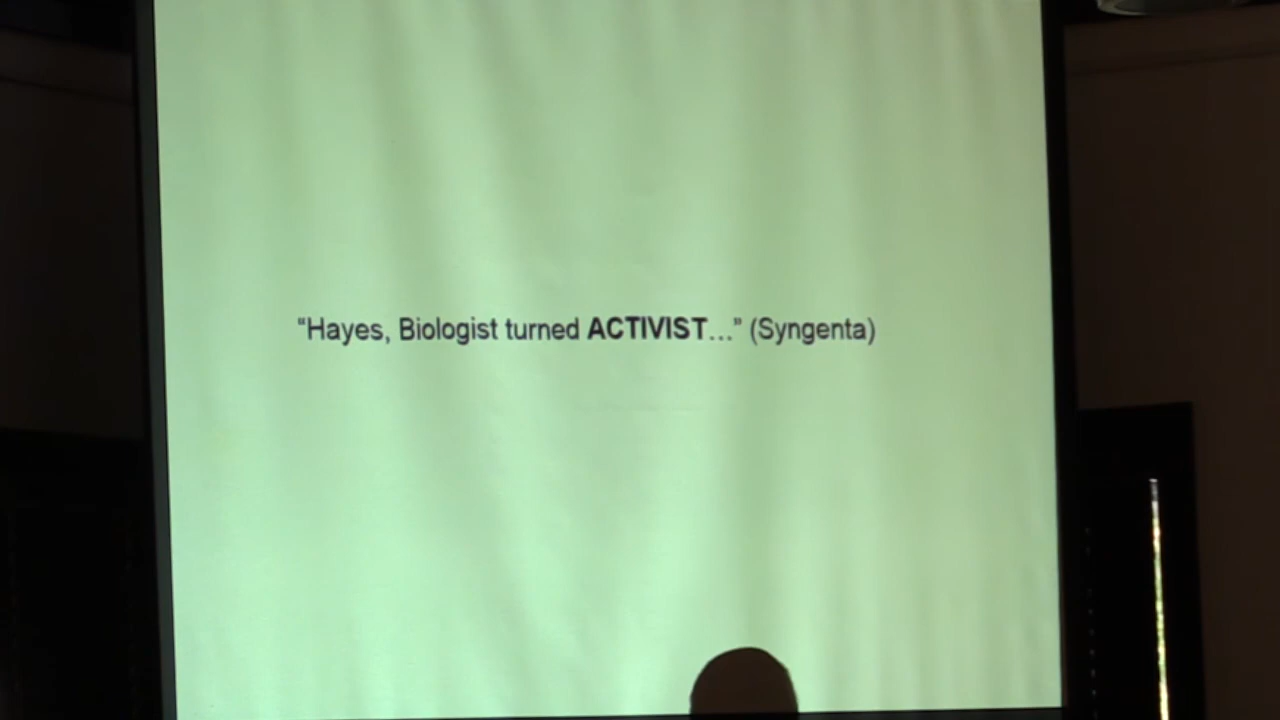 “Hayes, Biologist turned ACTIVIST...” (Syngenta)